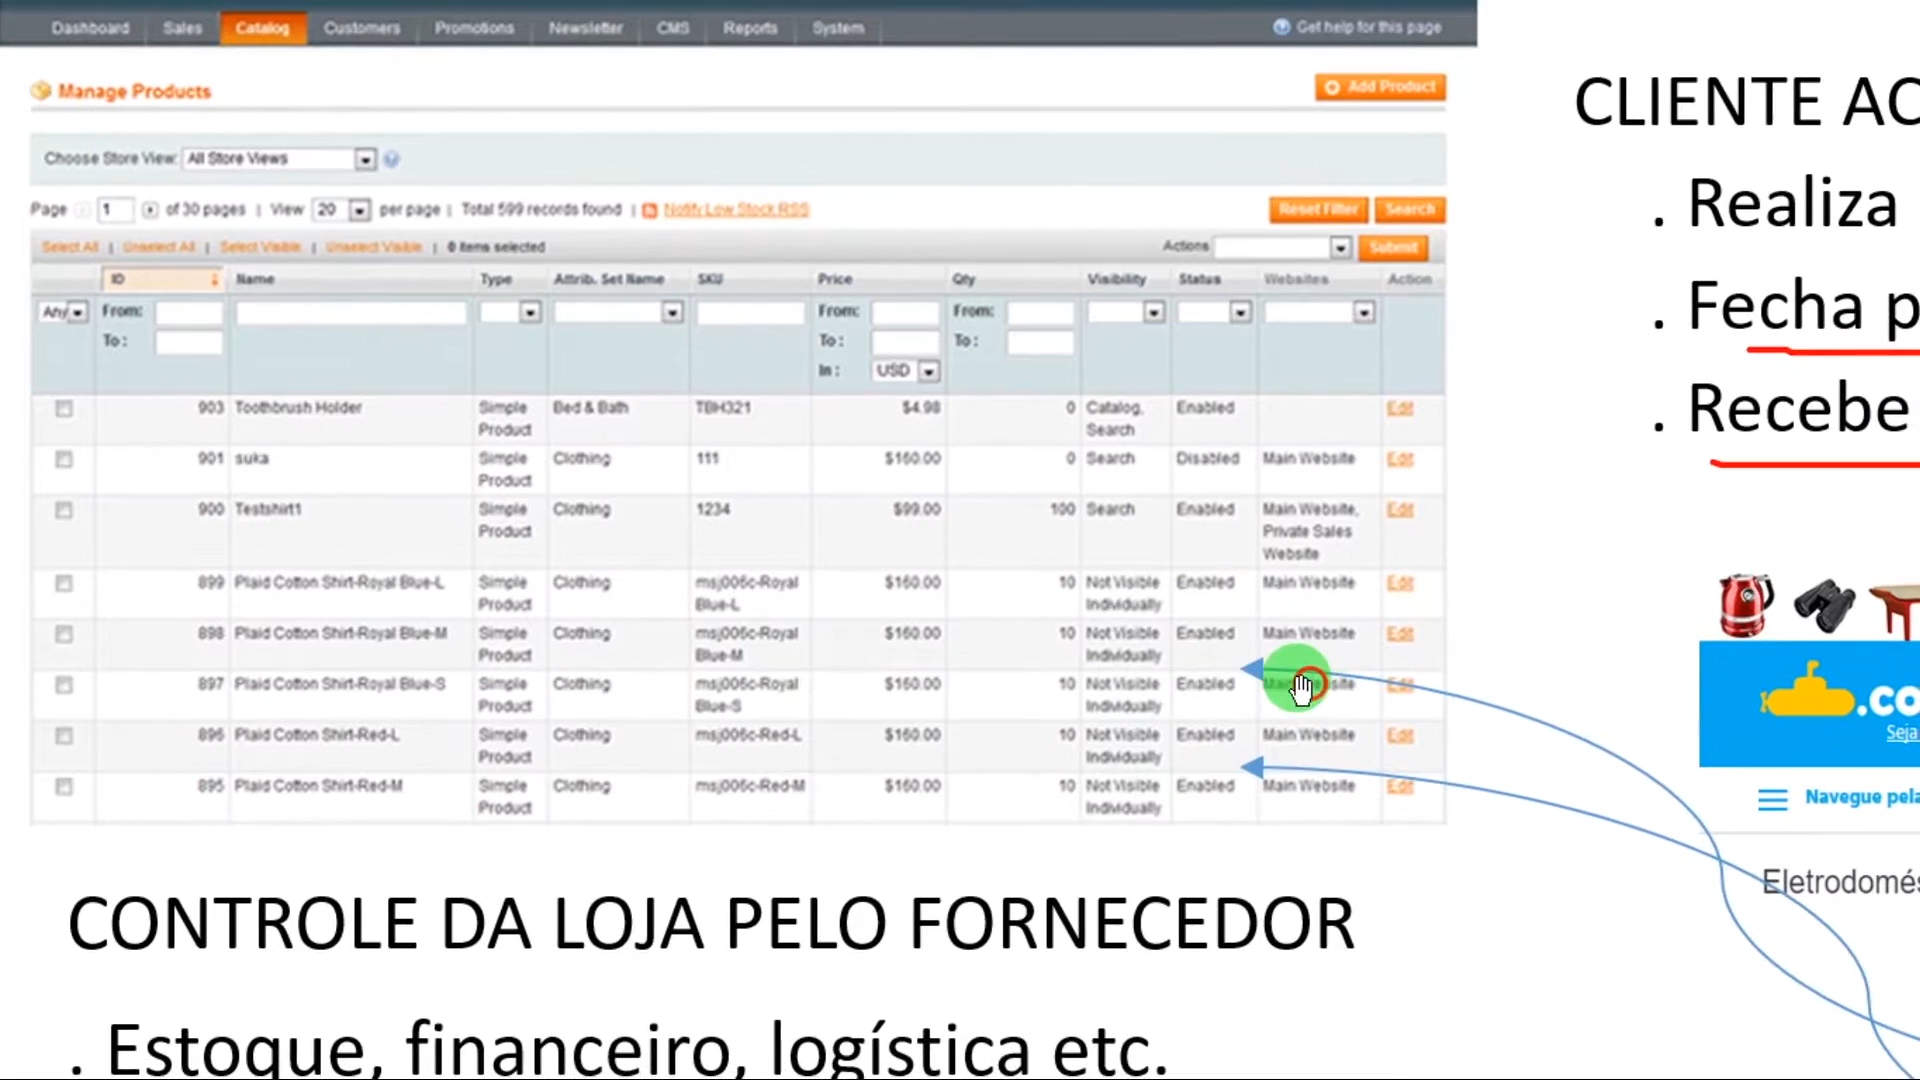 Dashboard Sales Catalog Customers Promotions Newsletter CMS Reports System Get help for this page
Manage Products Add Product
Choose Store View: All Store Views
Page 1 of 30 pages | View 20 per page | Total 599 records found | Notify Low Stock RSS Reset Filter Search
Select All | Unselect All | Select Visible | Unselect Visible | 0 items selected Actions Submit
ID Name Type Attrib. Set Name SKU Price Qty Visibility Status Websites Action
Any From: From: From:
To : To : To :
In : USD
903 Toothbrush Holder Simple Bed & Bath TBH321 $4.98 0 Catalog, Enabled Edit
Product Search
901 suka Simple Clothing 111 $160.00 0 Search Disabled Main Website Edit
Product
900 Testshirt1 Simple Clothing 1234 $99.00 100 Search Enabled Main Website, Edit
Product Private Sales
Website
899 Plaid Cotton Shirt-Royal Blue-L Simple Clothing msj006c-Royal $160.00 10 Not Visible Enabled Main Website Edit
Product Blue-L Individually
898 Plaid Cotton Shirt-Royal Blue-M Simple Clothing msj006c-Royal $160.00 10 Not Visible Enabled Main Website Edit
Product Blue-M Individually
897 Plaid Cotton Shirt-Royal Blue-S Simple Clothing msj006c-Royal $160.00 10 Not Visible Enabled Main Website Edit
Product Blue-S Individually
896 Plaid Cotton Shirt-Red-L Simple Clothing msj006c-Red-L $160.00 10 Not Visible Enabled Main Website Edit
Product Individually
895 Plaid Cotton Shirt-Red-M Simple Clothing msj006c-Red-M $160.00 10 Not Visible Enabled Main Website Edit
Product Individually
CONTROLE DA LOJA PELO FORNECEDOR
. Estoque, financeiro, logística etc.
CLIENTE AC
. Realiza
. Fecha p
. Recebe
.co
Seja
Navegue pela
Eletrodomés